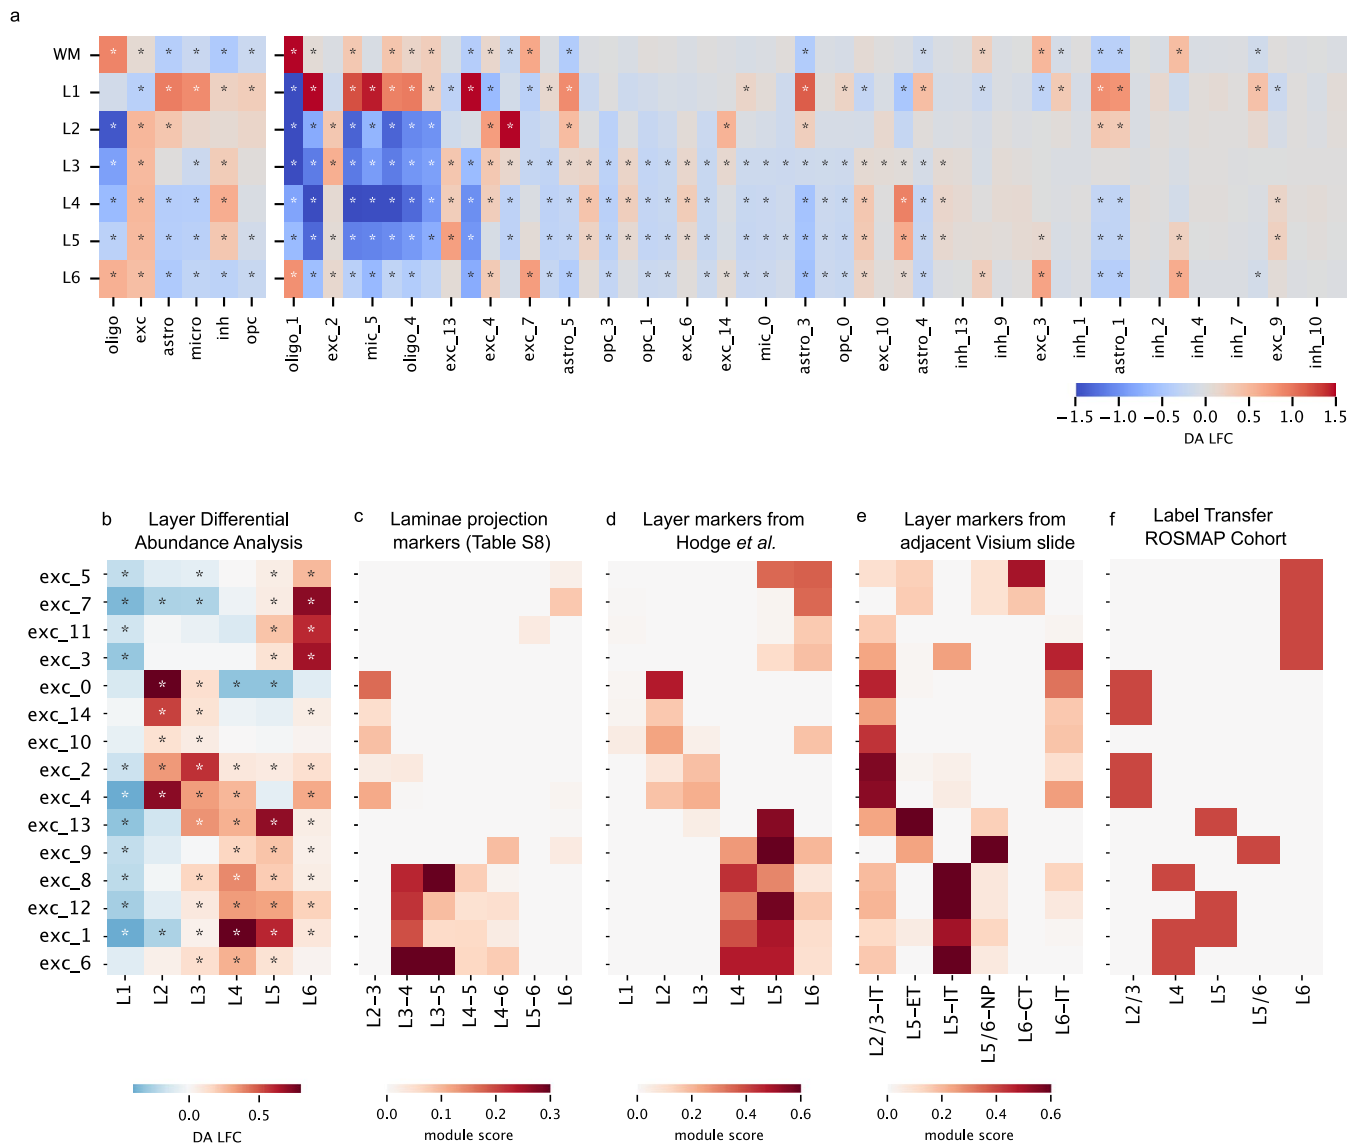 a
WM
L1
L2
L3
L4
L5
L6
oligo
exc
astro
micro
inh
opc
oligo_1
exc_2
mic_5
oligo_4
exc_13
exc_4
exc_7
astro_5
opc_3
opc_1
exc_6
exc_14
mic_0
astro_3
opc_0
exc_10
astro_4
inh_13
inh_9
exc_3
inh_1
astro_1
inh_2
inh_4
inh_7
exc_9
inh_10
−1.5 −1.0 −0.5 0.0 0.5 1.0 1.5
DA LFC
b Layer Differential
Abundance Analysis
c Laminae projection
markers (Table S8)
d Layer markers from
Hodge et al.
e Layer markers from
adjacent Visium slide
f Label Transfer
ROSMAP Cohort
exc_5
exc_7
exc_11
exc_3
exc_0
exc_14
exc_10
exc_2
exc_4
exc_13
exc_9
exc_8
exc_12
exc_1
exc_6
L1
L2
L3
L4
L5
L6
L2−3
L3−4
L3−5
L4−5
L4−6
L5−6
L6
L1
L2
L3
L4
L5
L6
L2/3−IT
L5−ET
L5−IT
L5/6−NP
L6−CT
L6−IT
L2/3
L4
L5
L5/6
L6
0.0 0.5
DA LFC
0.0 0.1 0.2 0.3
module score
0.0 0.2 0.4 0.6
module score
0.0 0.2 0.4 0.6
module score